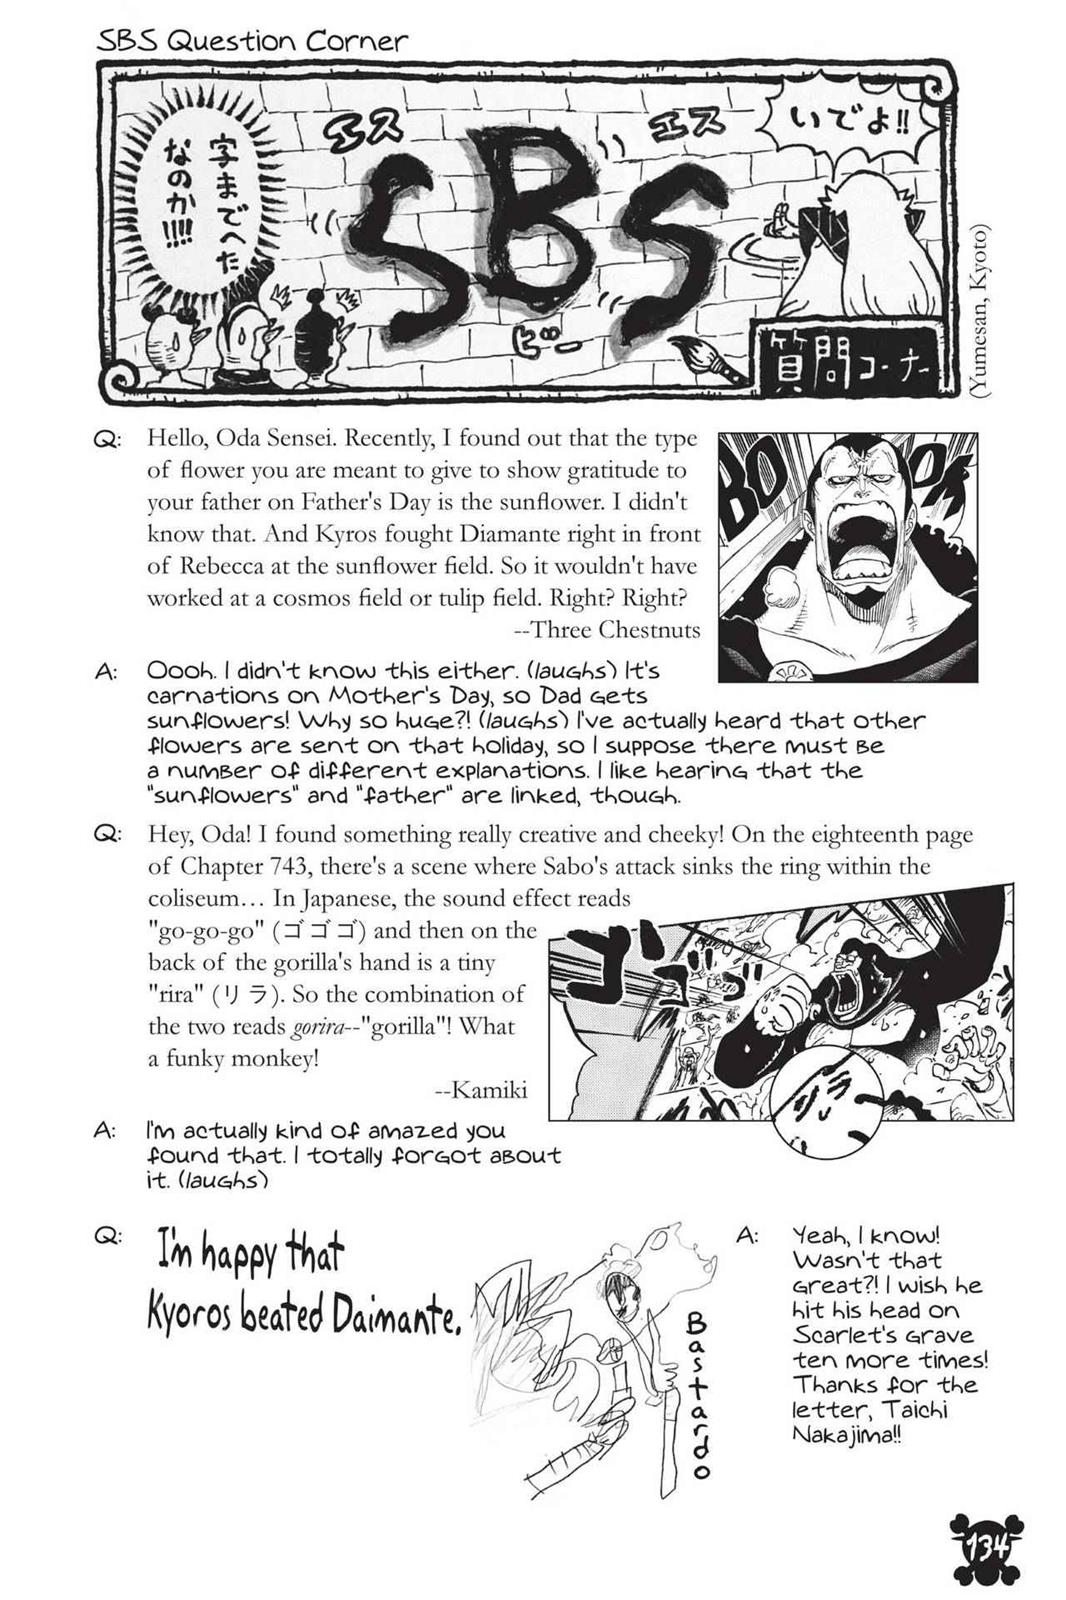 SBS Question Corner
字までへた
なのか!!!!
エス
エス
いでよ!!
SBS
ビー
質問コーナー
(Yumesan, Kyoto)
Q: Hello, Oda Sensei. Recently, I found out that the type
of flower you are meant to give to show gratitude to
your father on Father's Day is the sunflower. I didn't
know that. And Kyros fought Diamante right in front
of Rebecca at the sunflower field. So it wouldn't have
worked at a cosmos field or tulip field. Right? Right?
--Three Chestnuts
A: Oooh. I didn't know this either. (laughs) It's
carnations on Mother's Day, so Dad gets
sunflowers! Why so huge?! (laughs) I've actually heard that other
flowers are sent on that holiday, so I suppose there must be
a number of different explanations. I like hearing that the
"sunflowers" and "father" are linked, though.
Q: Hey, Oda! I found something really creative and cheeky! On the eighteenth page
of Chapter 743, there's a scene where Sabo's attack sinks the ring within the
coliseum... In Japanese, the sound effect reads
"go-go-go" (ゴゴゴ) and then on the
back of the gorilla's hand is a tiny
"rira" (リラ). So the combination of
the two reads gorira--"gorilla"! What
a funky monkey!
--Kamiki
ゴゴゴ
リラ
A: I'm actually kind of amazed you
found that. I totally forgot about
it. (laughs)
Q: I'm happy that
Kyoros beated Daimante.
Bastardo
A: Yeah, I know!
Wasn't that
great?! I wish he
hit his head on
Scarlet's grave
ten more times!
Thanks for the
letter, Taichi
Nakajima!!
134